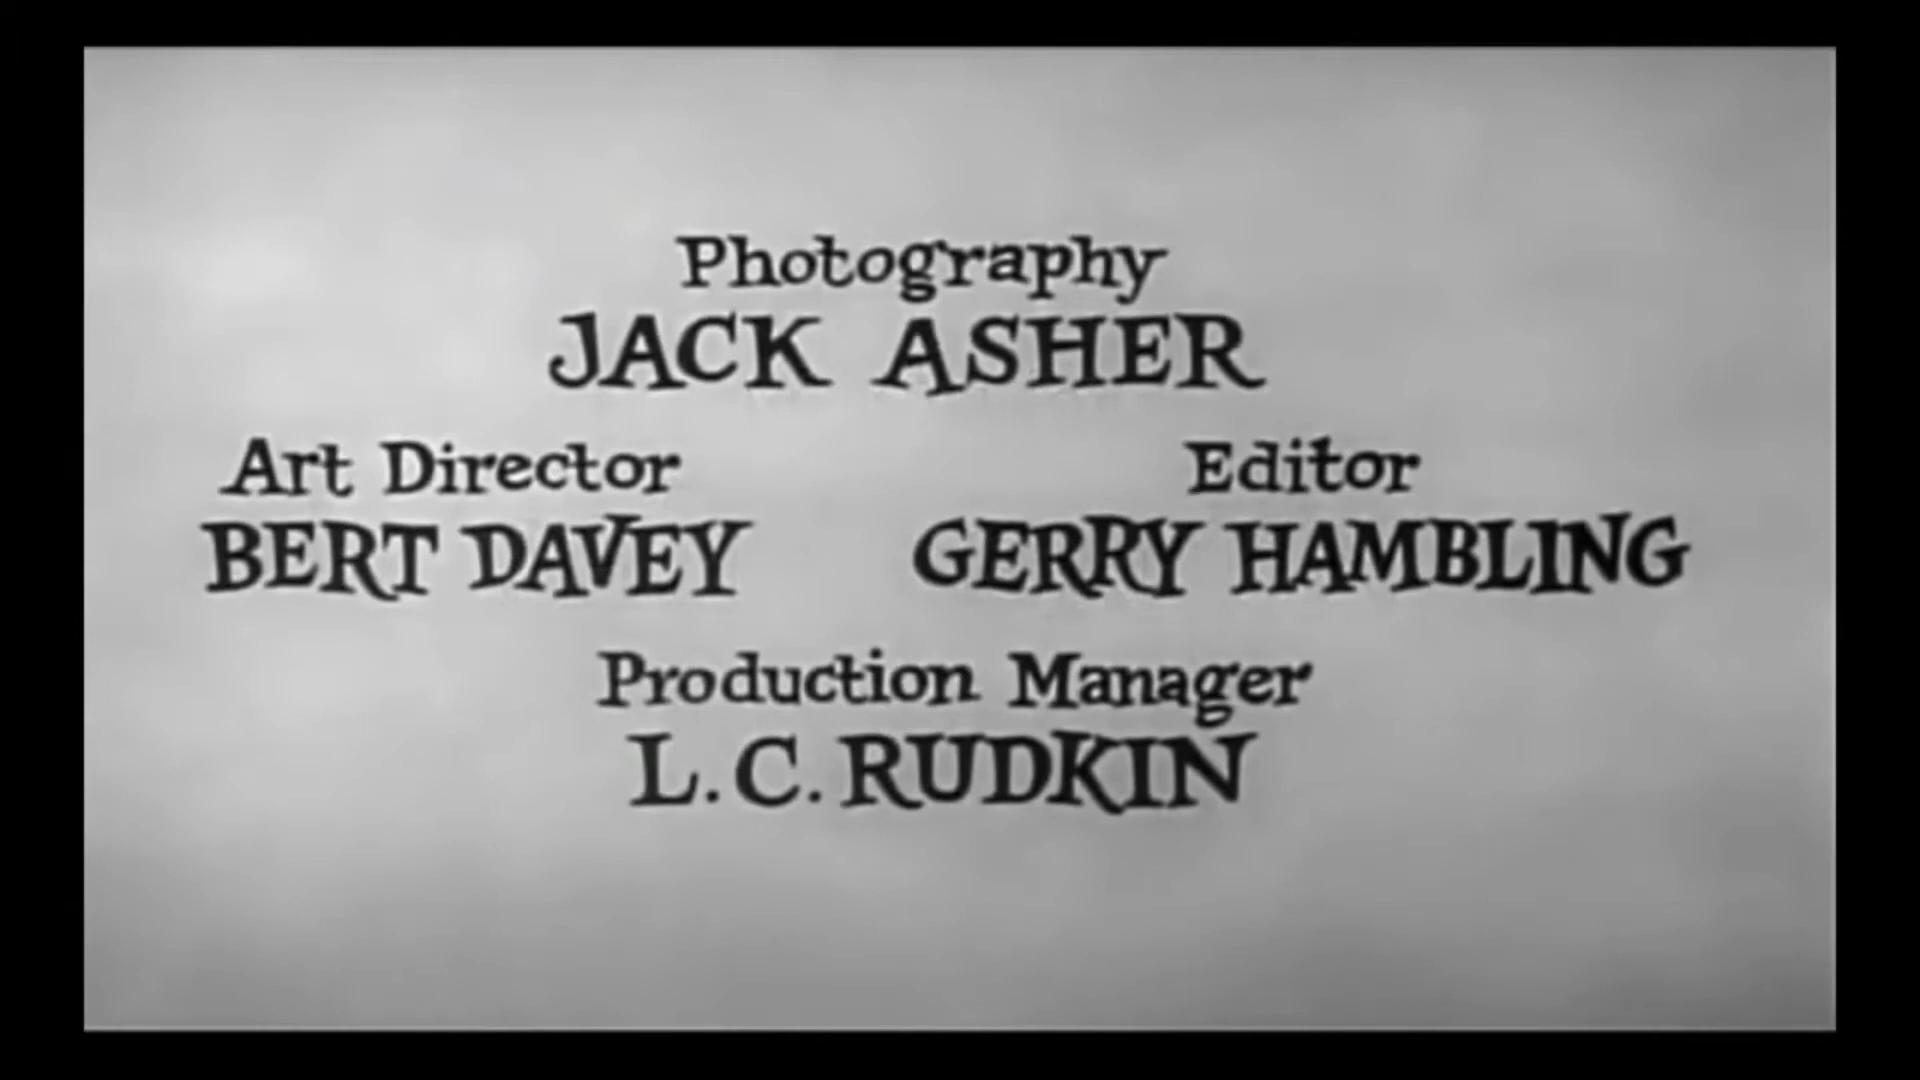 Photography
JACK ASHER
Art Director
BERT DAVEY
Editor
GERRY HAMBLING
Production Manager
L. C. RUDKIN